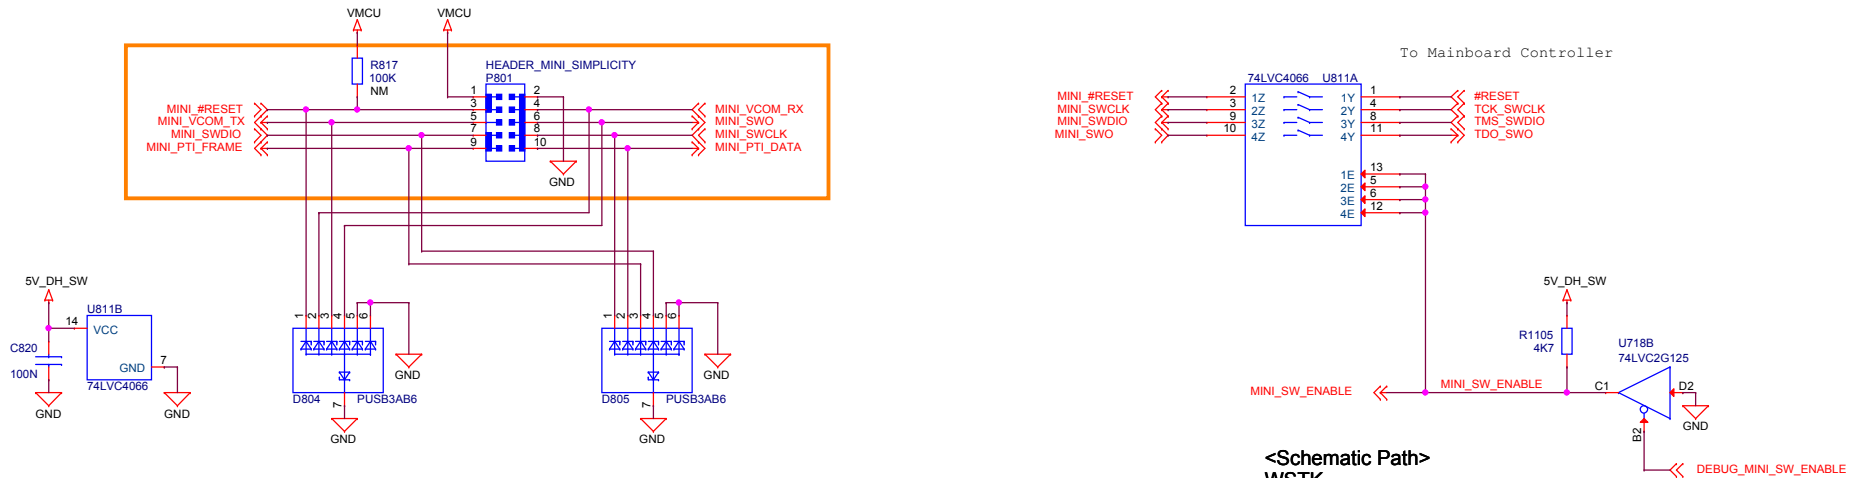 VMCU
VMCU
To Mainboard Controller
R817
100K
NM
HEADER_MINI_SIMPLICITY
P801
1
2
3
4
5
6
7
8
9
10
MINI_#RESET
MINI_VCOM_TX
MINI_SWDIO
MINI_PTI_FRAME
MINI_VCOM_RX
MINI_SWO
MINI_SWCLK
MINI_PTI_DATA
GND
74LVC4066
U811A
MINI_#RESET
MINI_SWCLK
MINI_SWDIO
MINI_SWO
2
3
9
10
1Z
2Z
3Z
4Z
1Y
2Y
3Y
4Y
1
4
8
11
#RESET
TCK_SWCLK
TMS_SWDIO
TDO_SWO
1E
2E
3E
4E
13
5
6
12
5V_DH_SW
U811B
14
VCC
C820
100N
GND
7
74LVC4066
GND
GND
1
2
3
4
5
6
GND
D804
PUSB3AB6
7
GND
1
2
3
4
5
6
GND
D805
PUSB3AB6
7
GND
5V_DH_SW
R1105
4K7
U718B
74LVC2G125
MINI_SW_ENABLE
MINI_SW_ENABLE
C1
D2
GND
B2
DEBUG_MINI_SW_ENABLE
<Schematic Path>
WSTK